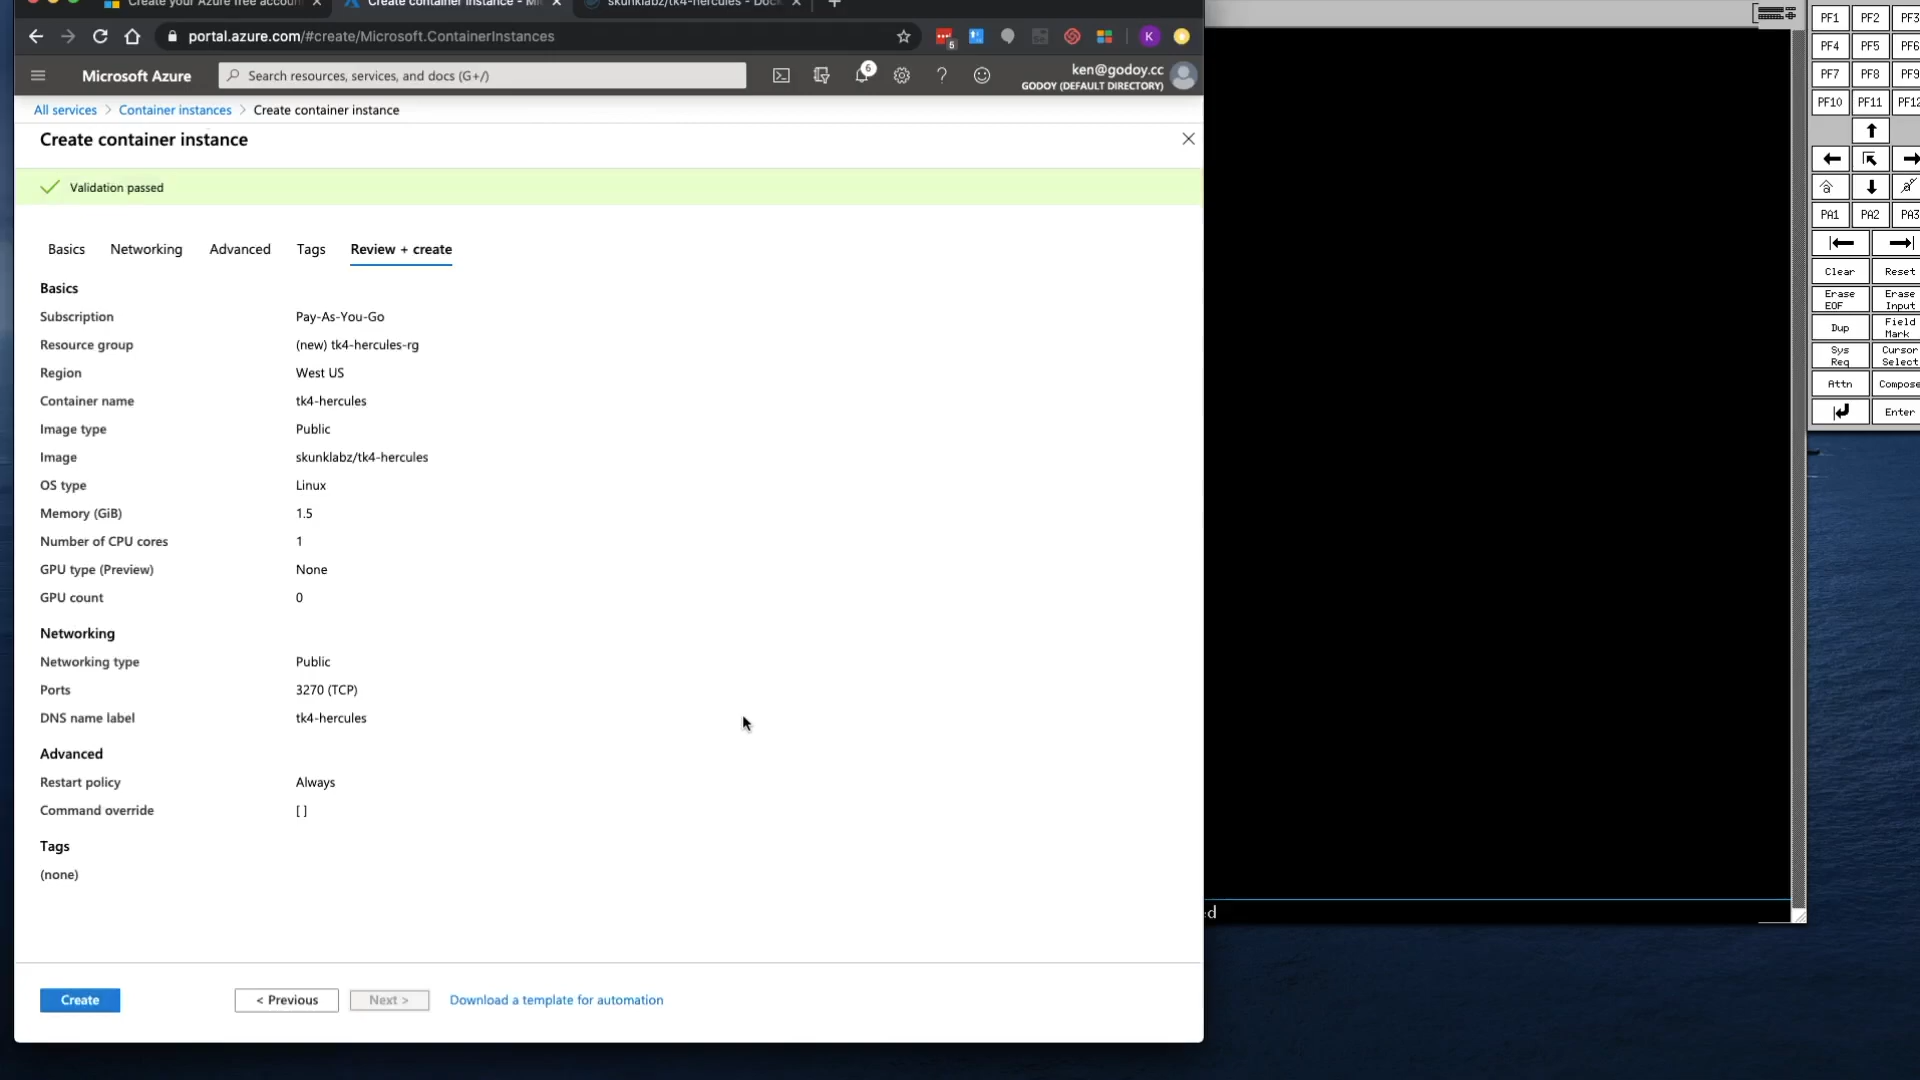 Create your Azure free accoun
Create container instance - Mi
skunklabz/tk4-hercules - Dock
portal.azure.com/#create/Microsoft.ContainerInstances
6
K
Microsoft Azure
Search resources, services, and docs (G+/)
6
ken@godoy.cc
GODOY (DEFAULT DIRECTORY)
All services > Container instances > Create container instance
Create container instance
Validation passed
Basics Networking Advanced Tags Review + create
Basics
Subscription Pay-As-You-Go
Resource group (new) tk4-hercules-rg
Region West US
Container name tk4-hercules
Image type Public
Image skunklabz/tk4-hercules
OS type Linux
Memory (GiB) 1.5
Number of CPU cores 1
GPU type (Preview) None
GPU count 0
Networking
Networking type Public
Ports 3270 (TCP)
DNS name label tk4-hercules
Advanced
Restart policy Always
Command override [ ]
Tags
(none)
Create < Previous Next > Download a template for automation
d
PF1 PF2 PF3
PF4 PF5 PF6
PF7 PF8 PF9
PF10 PF11 PF12
PA1 PA2 PA3
Clear Reset
Erase EOF Erase Input
Dup Field Mark
Sys Req Cursor Select
Attn Compose
Enter